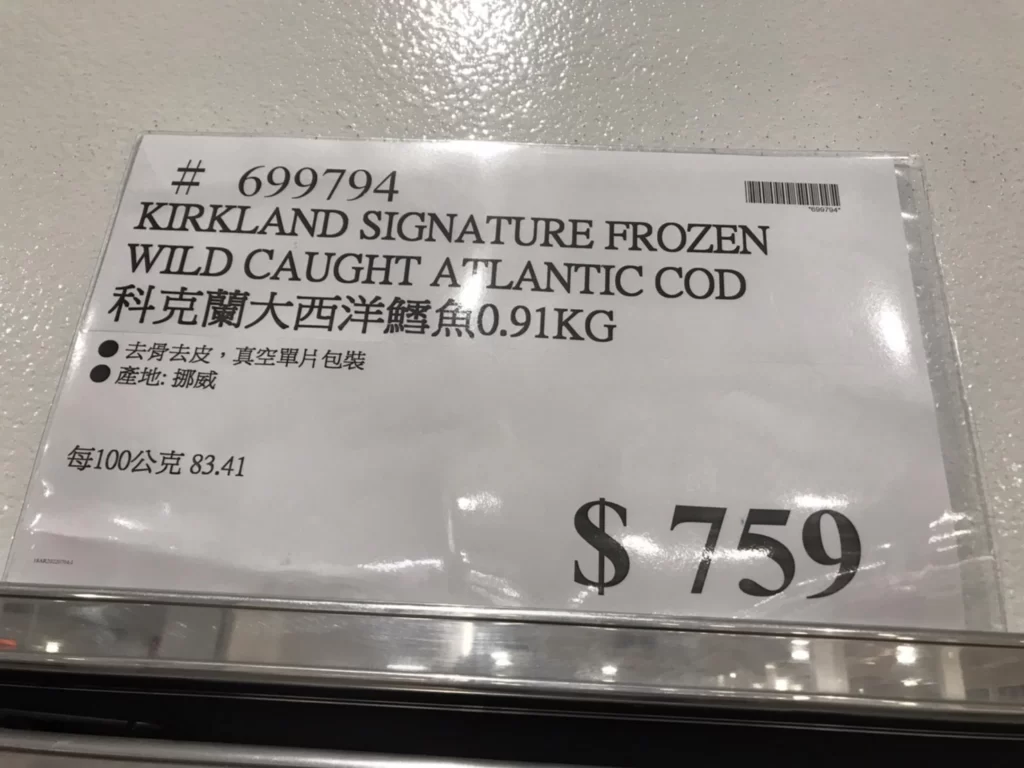 # 699794
*699794*
KIRKLAND SIGNATURE FROZEN
WILD CAUGHT ATLANTIC COD
科克蘭大西洋鱈魚0.91KG
● 去骨去皮，真空單片包裝
● 產地: 挪威
每100公克 83.41
$ 759